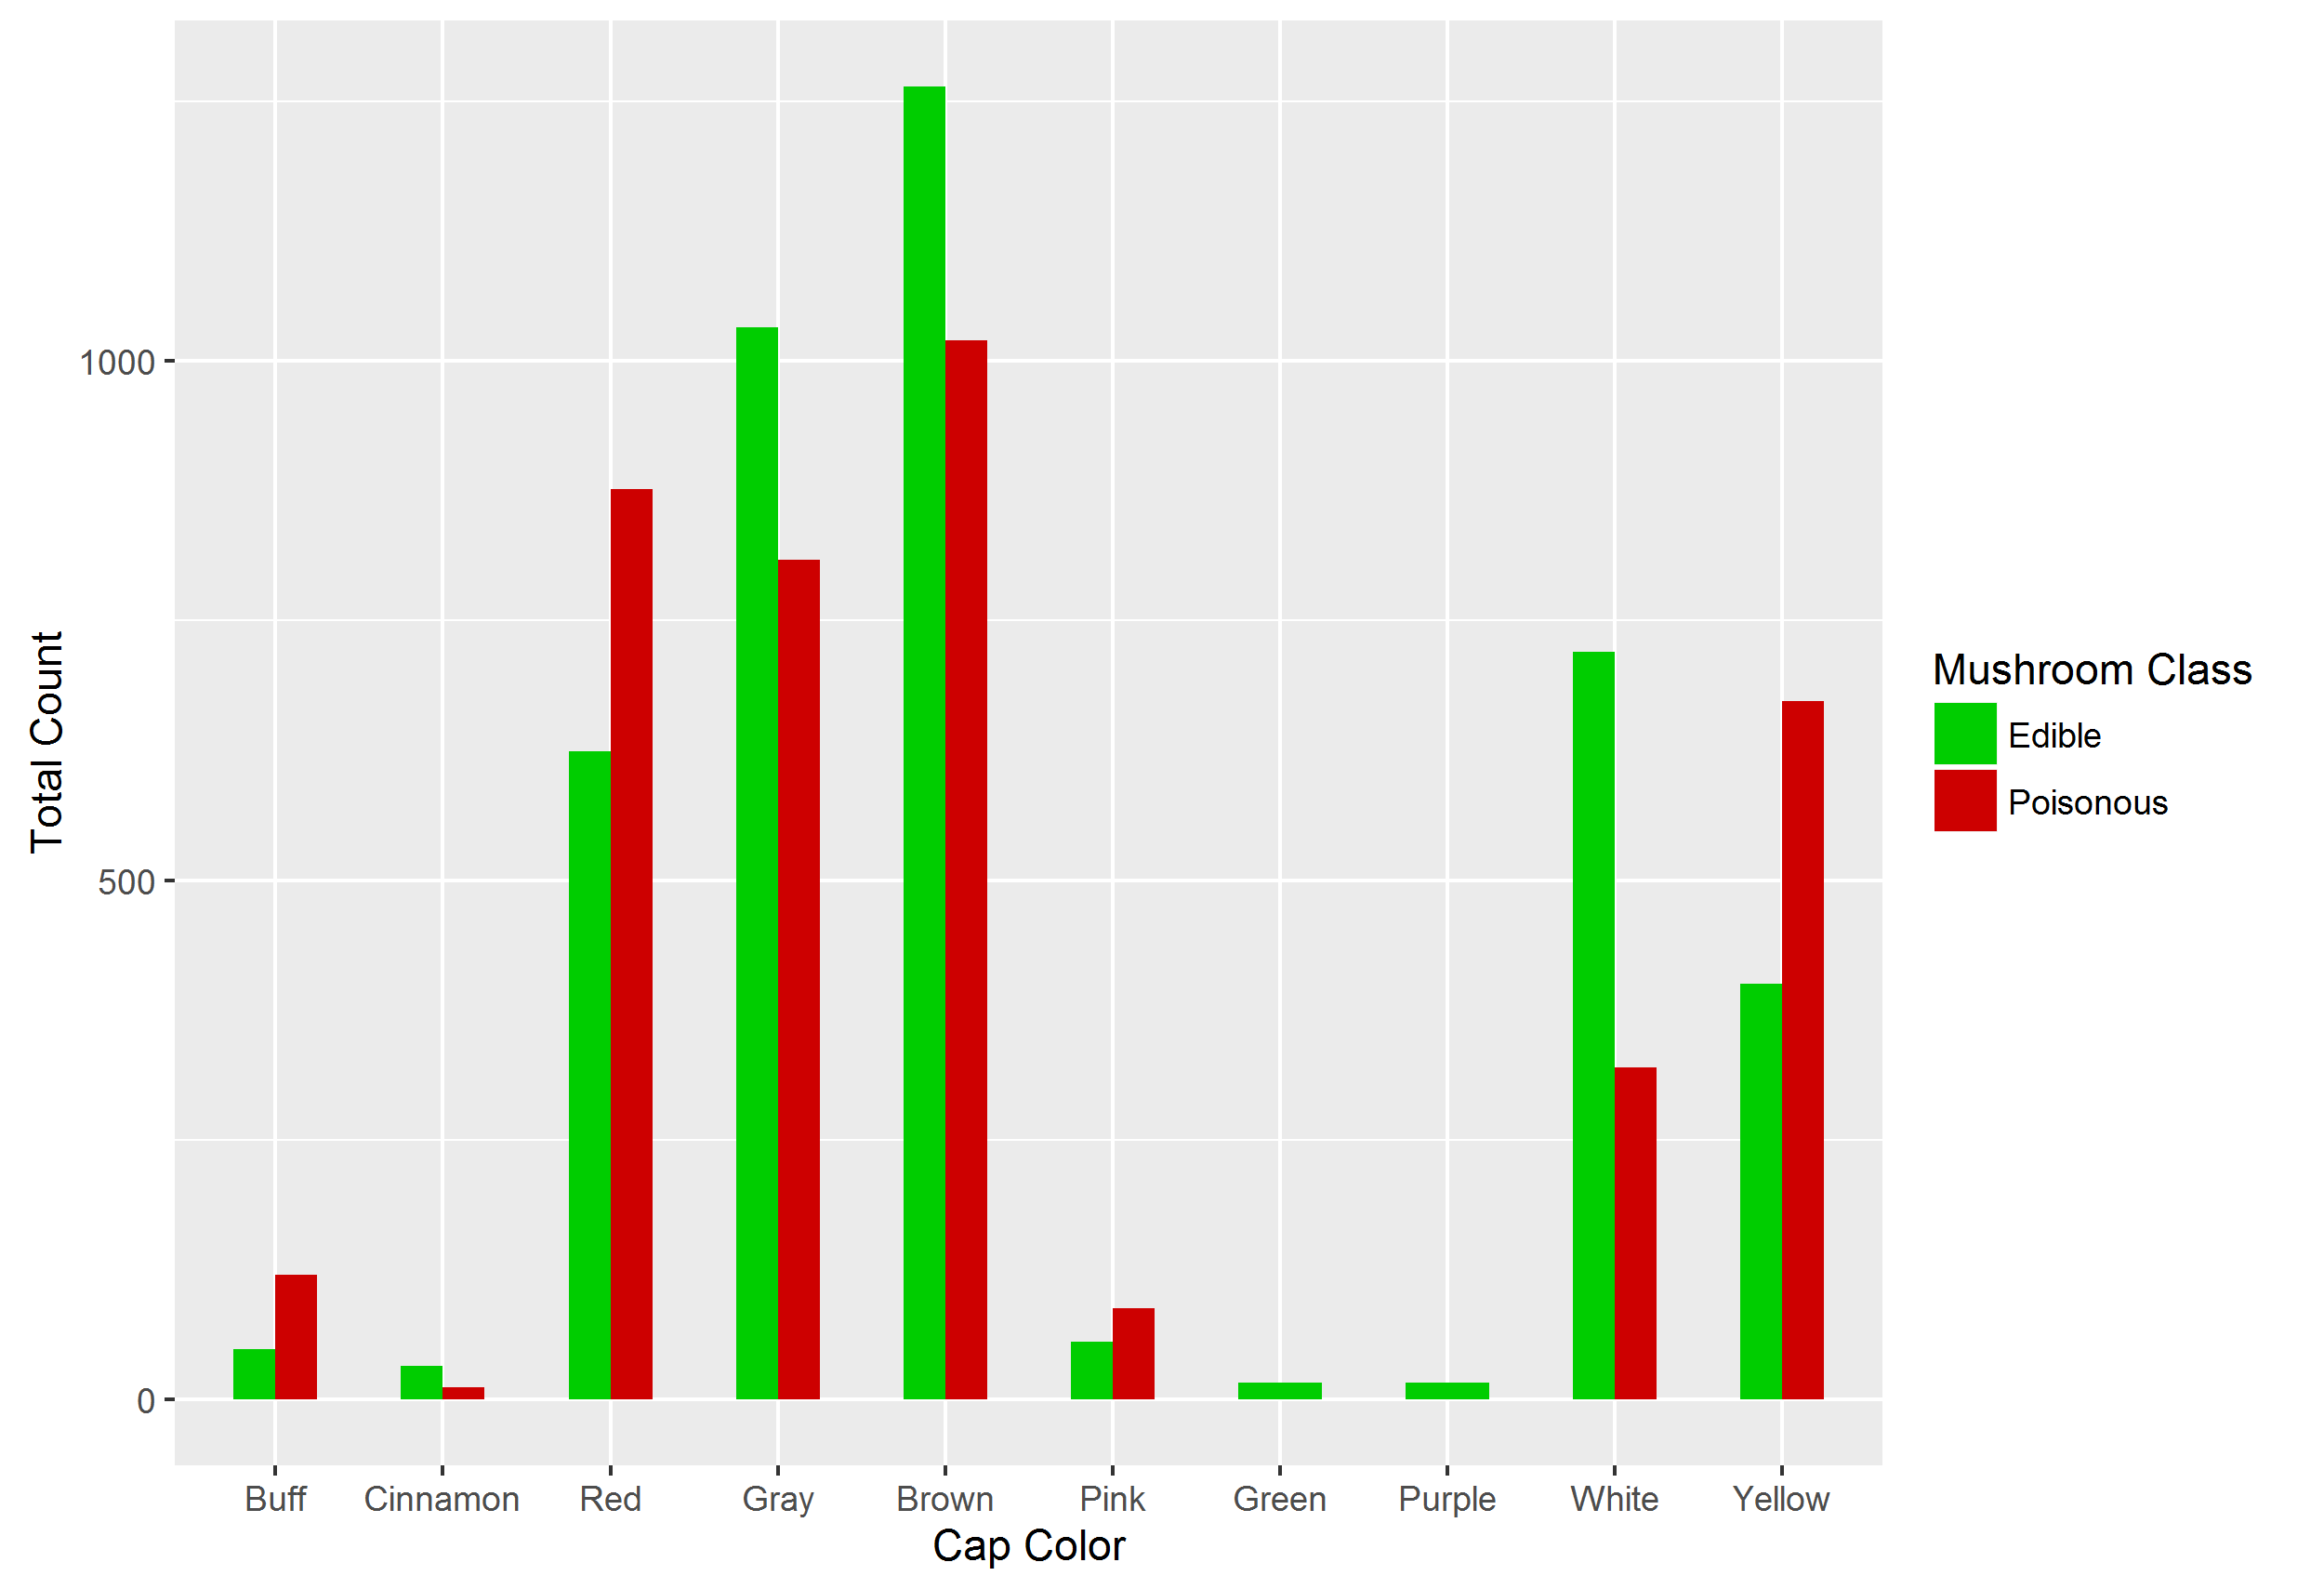 Total Count
1000
500
0
Buff Cinnamon Red Gray Brown Pink Green Purple White Yellow
Cap Color
Mushroom Class
Edible
Poisonous